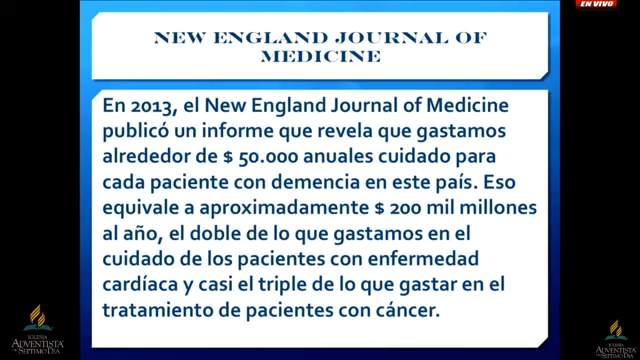 EN VIVO
NEW ENGLAND JOURNAL OF
MEDICINE
En 2013, el New England Journal of Medicine
publicó un informe que revela que gastamos
alrededor de $ 50.000 anuales cuidado para
cada paciente con demencia en este país. Eso
equivale a aproximadamente $ 200 mil millones
al año, el doble de lo que gastamos en el
cuidado de los pacientes con enfermedad
cardíaca y casi el triple de lo que gastar en el
tratamiento de pacientes con cáncer.
IGLESIA
ADVENTISTA
DEL SÉPTIMO DÍA
IGLESIA
ADVENTISTA
DEL SÉPTIMO DÍA